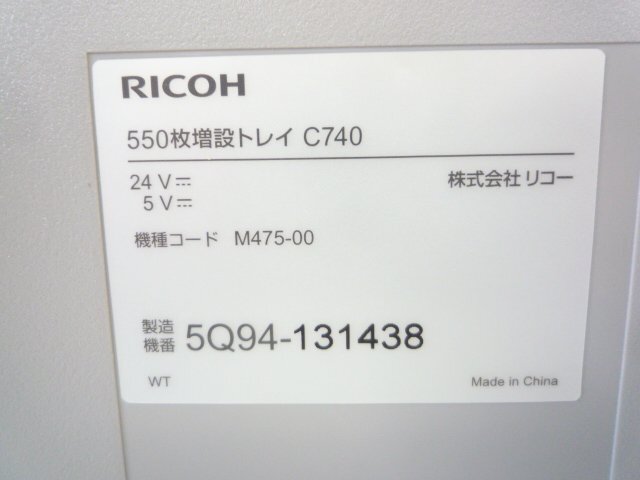 RICOH
550枚増設トレイ C740
24 V⎓ 株式会社 リコー
5 V⎓
機種コード M475-00
製造機番 5Q94-131438
WT Made in China